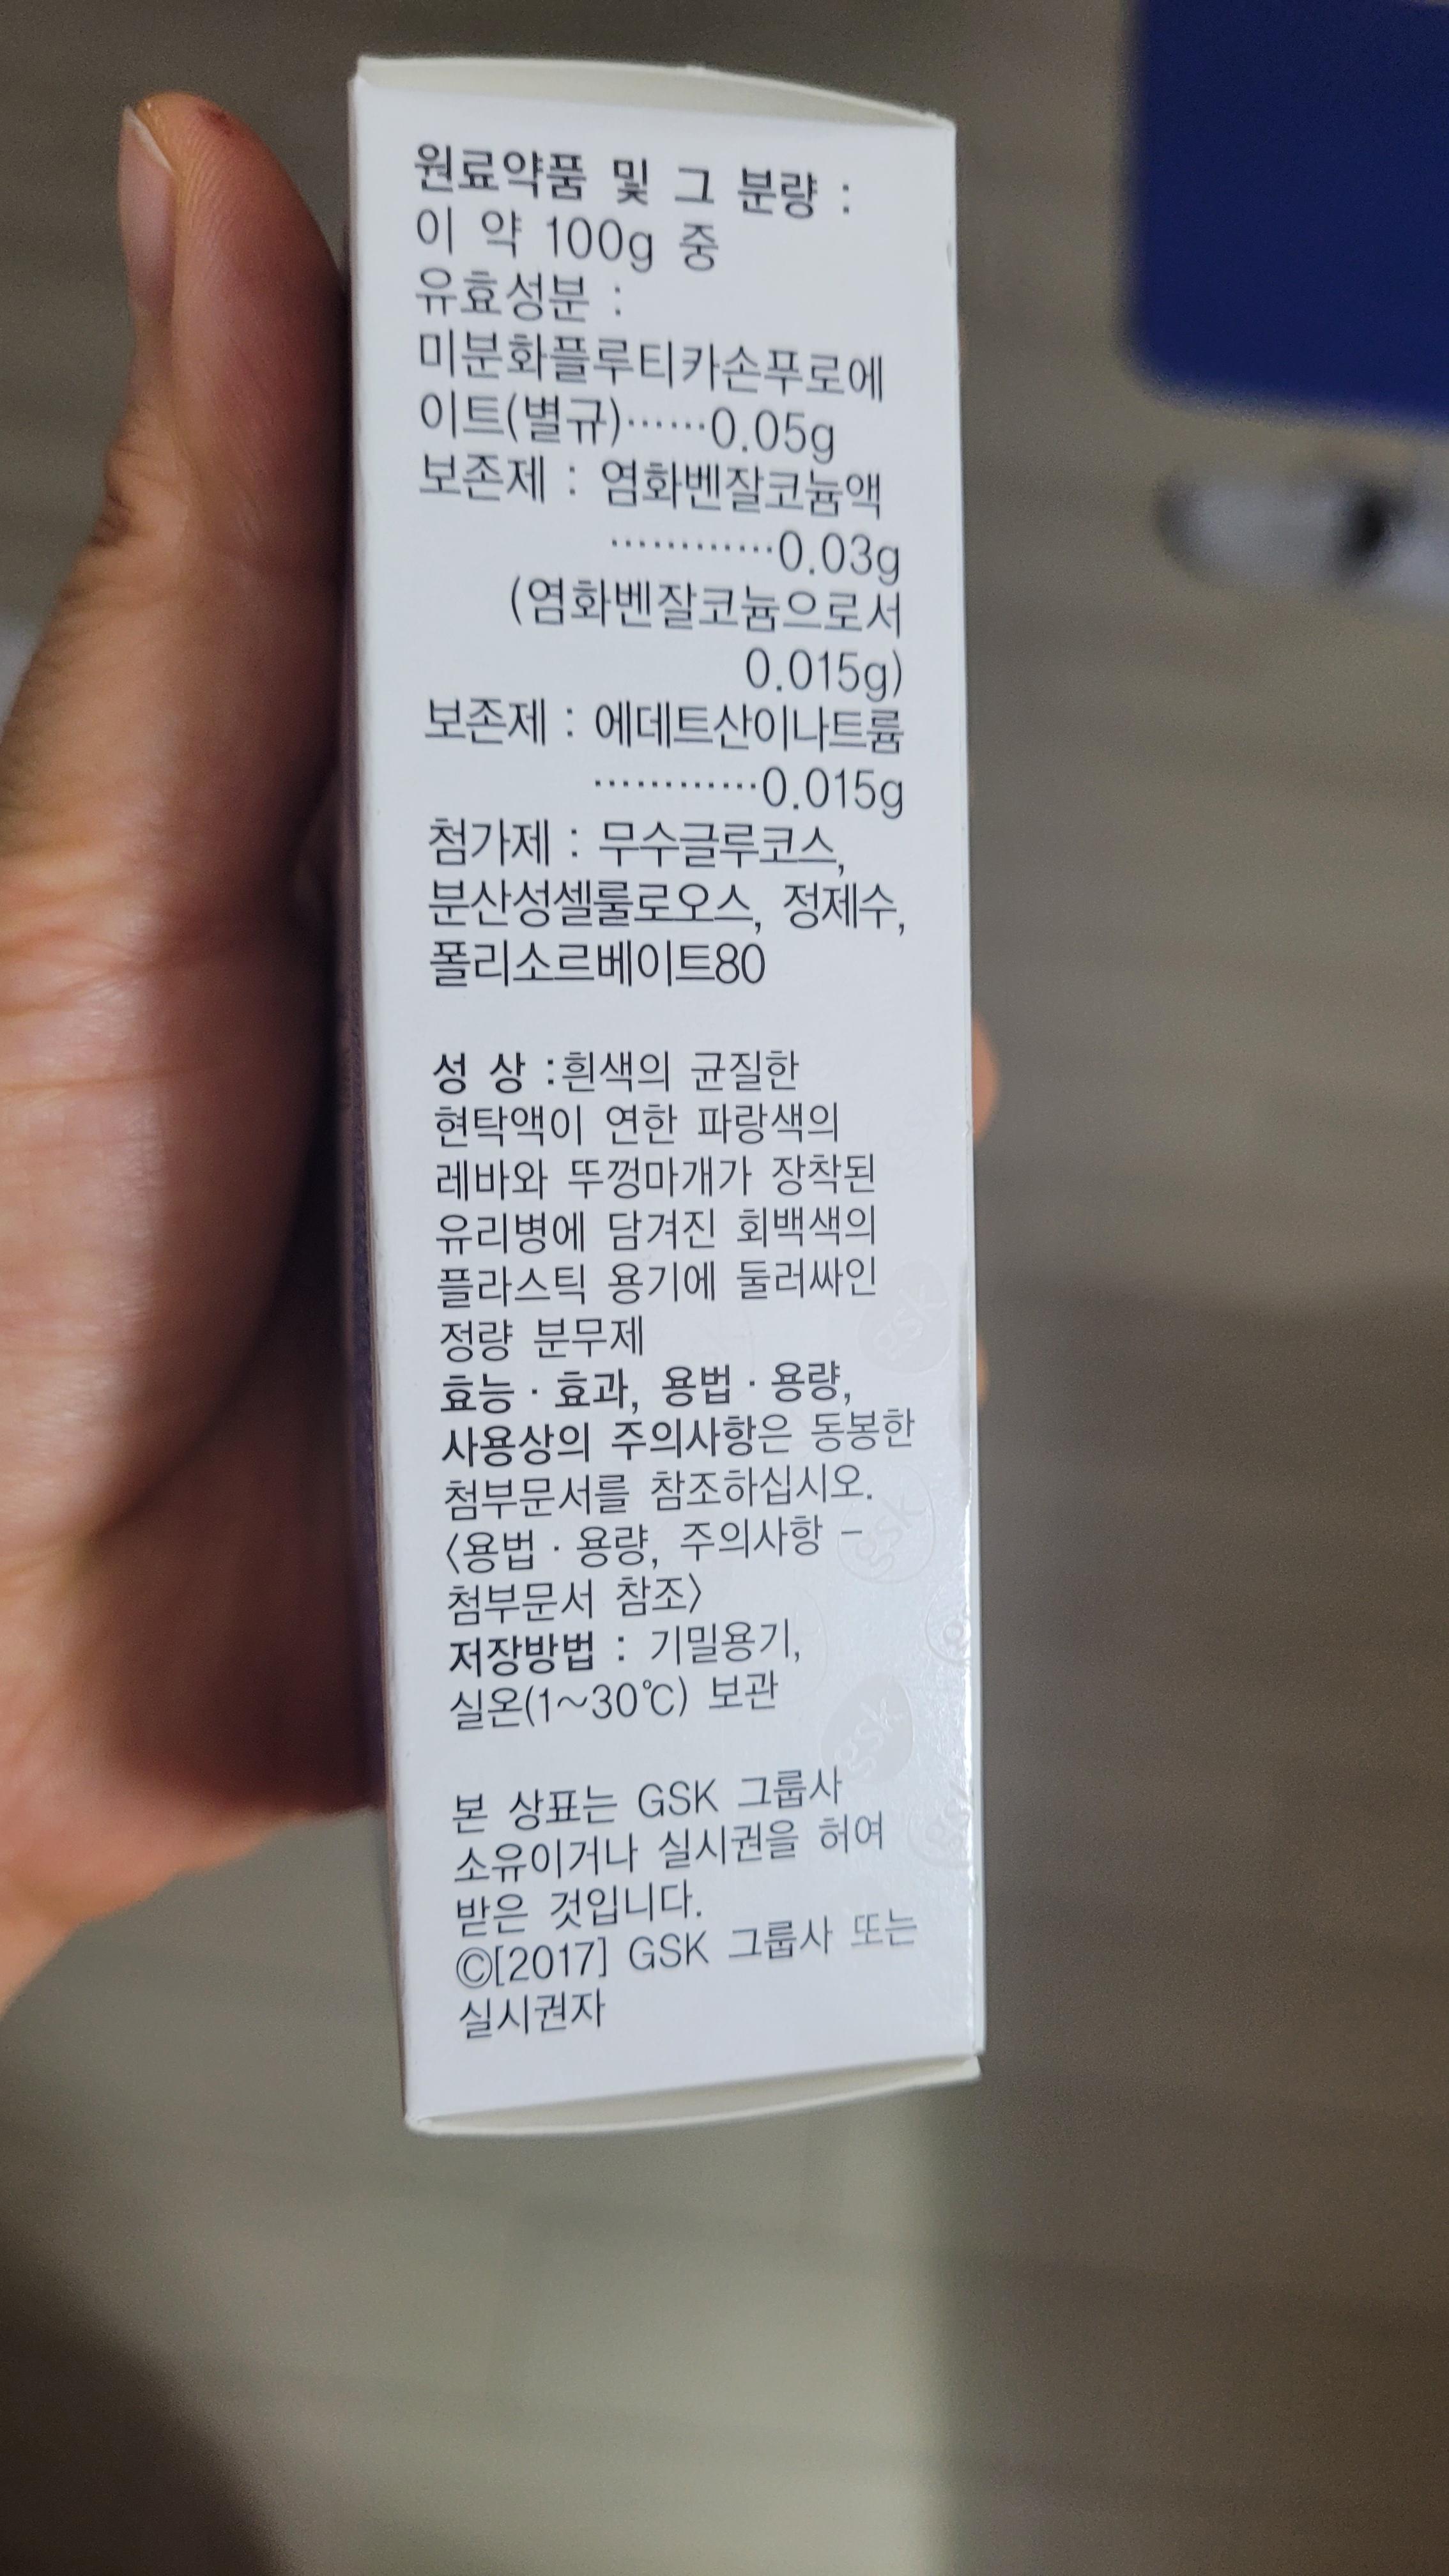 원료약품 및 그 분량 :
이 약 100g 중
유효성분 :
미분화플루티카손푸로에
이트(별규)……0.05g
보존제 : 염화벤잘코늄액
…………0.03g
(염화벤잘코늄으로서
0.015g)
보존제 : 에데트산이나트륨
…………0.015g
첨가제 : 무수글루코스,
분산성셀룰로오스, 정제수,
폴리소르베이트80
성 상 :흰색의 균질한
현탁액이 연한 파랑색의
레바와 뚜껑마개가 장착된
유리병에 담겨진 회백색의
플라스틱 용기에 둘러싸인
정량 분무제
효능 · 효과, 용법 · 용량,
사용상의 주의사항은 동봉한
첨부문서를 참조하십시오.
〈용법 · 용량, 주의사항 –
첨부문서 참조〉
저장방법 : 기밀용기,
실온(1~30℃) 보관
본 상표는 GSK 그룹사
소유이거나 실시권을 허여
받은 것입니다.
©[2017] GSK 그룹사 또는
실시권자
gsk
gsk
gsk